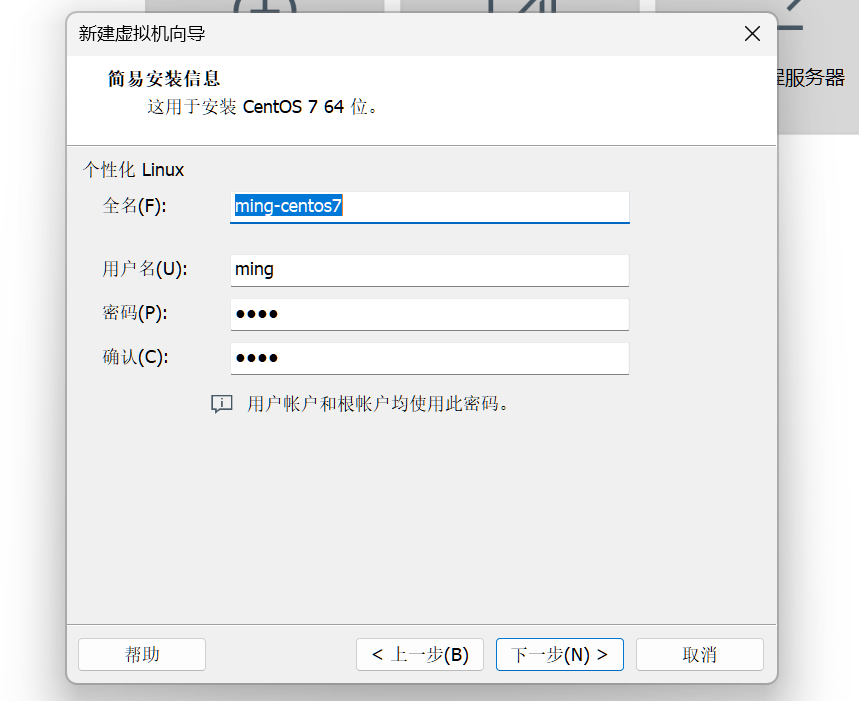 新建虚拟机向导
简易安装信息
程服务器
这用于安装 CentOS 7 64 位。
个性化 Linux
全名(F): ming-centos7
用户名(U): ming
密码(P): ●●●●
确认(C): ●●●●
用户帐户和根帐户均使用此密码。
帮助 < 上一步(B) 下一步(N) > 取消